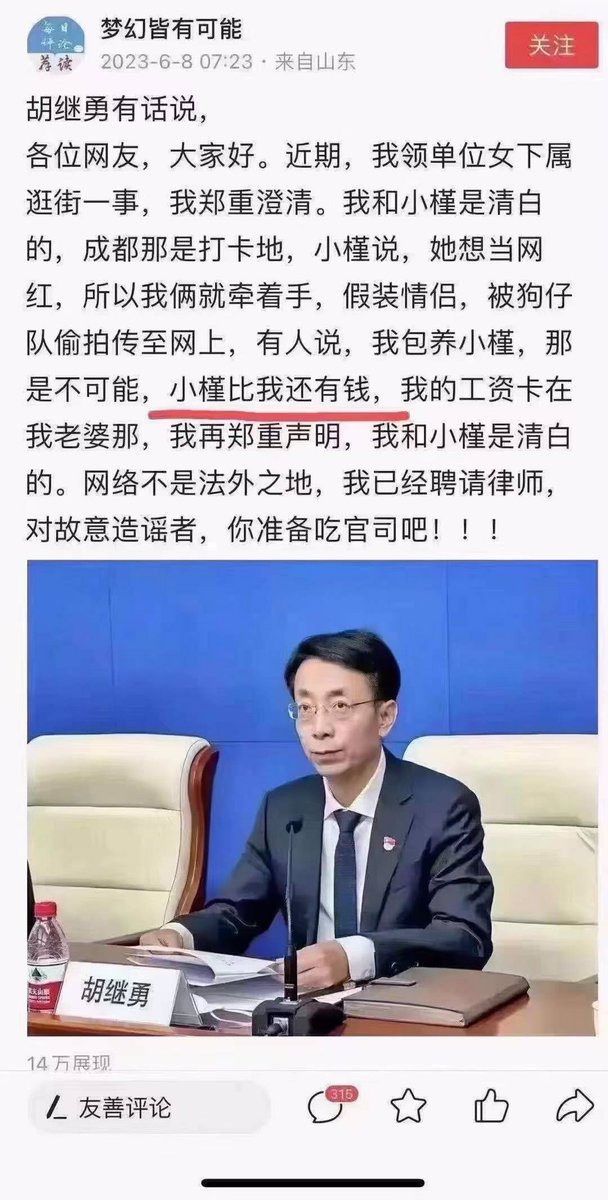 每日
评论
荐读
梦幻皆有可能
2023-6-8 07:23 · 来自山东
关注
胡继勇有话说，
各位网友，大家好。近期，我领单位女下属
逛街一事，我郑重澄清。我和小槿是清白
的，成都那是打卡地，小槿说，她想当网
红，所以我俩就牵着手，假装情侣，被狗仔
队偷拍传至网上，有人说，我包养小槿，那
是不可能，小槿比我还有钱，我的工资卡在
我老婆那，我再郑重声明，我和小槿是清白
的。网络不是法外之地，我已经聘请律师，
对故意造谣者，你准备吃官司吧！！！
胡继勇
14万展现
友善评论
315